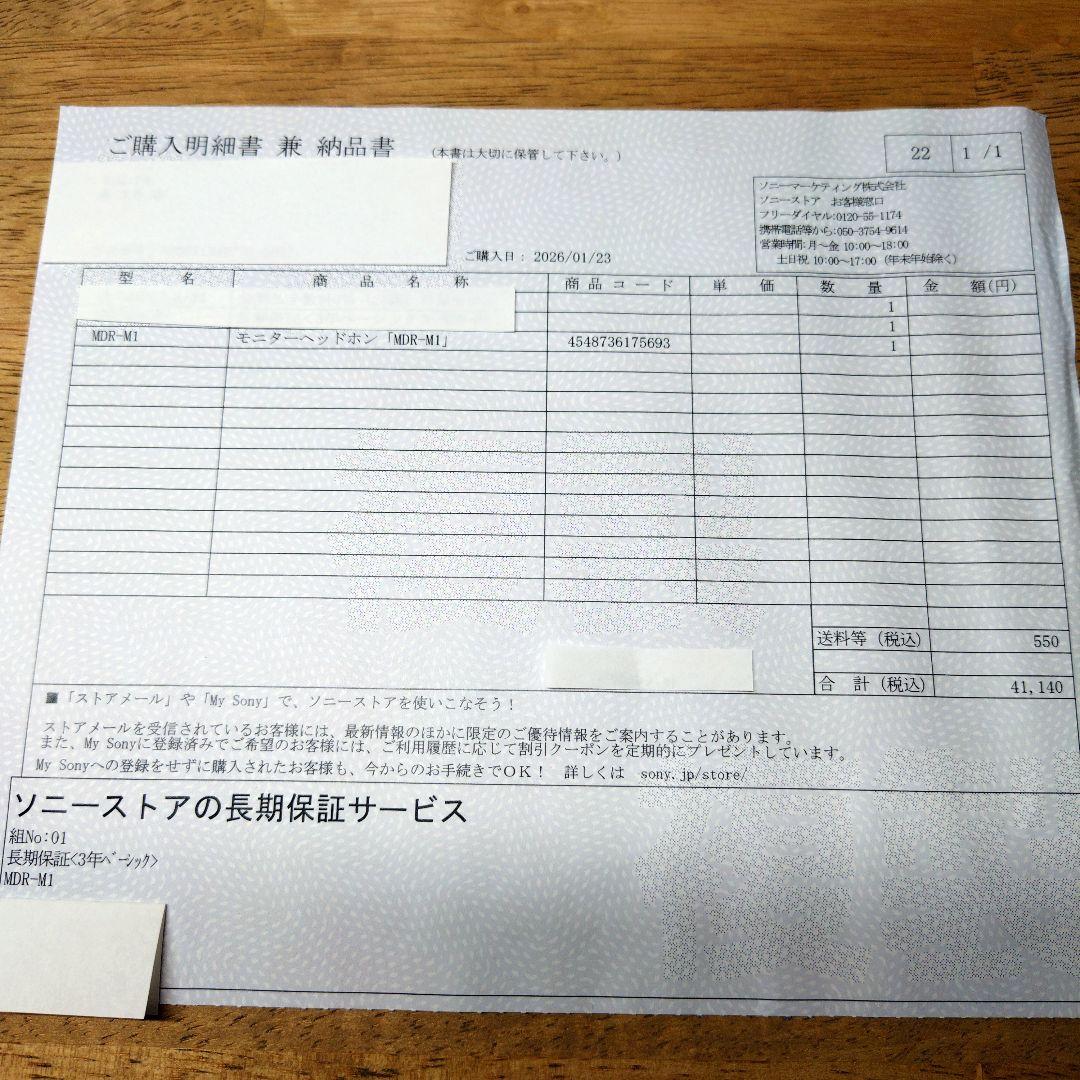 ご購入明細書 兼 納品書 (本書は大切に保管して下さい。)
22 1 /1
ソニーマーケティング株式会社
ソニーストア お客様窓口
フリーダイヤル:0120-55-1174
携帯電話等から:050-3754-9614
営業時間:月～金 10:00～18:00
土日祝 10:00～17:00 (年末年始除く)
ご購入日: 2026/01/23
型 名 商 品 名 称 商品コード 単 価 数 量 金 額(円)
1
1
MDR-M1 モニターヘッドホン「MDR-M1」 4548736175693 1
送料等 (税込) 550
合 計 (税込) 41,140
■「ストアメール」や「My Sony」で、ソニーストアを使いこなそう！
ストアメールを受信されているお客様には、最新情報のほかに限定のご優待情報をご案内することがあります。
また、My Sonyに登録済みでご希望のお客様には、ご利用履歴に応じて割引クーポンを定期的にプレゼントしています。
My Sonyへの登録をせずに購入されたお客様も、今からのお手続きでOK！ 詳しくは sony.jp/store/
ソニーストアの長期保証サービス
組No:01
長期保証<3年ベーシック>
MDR-M1